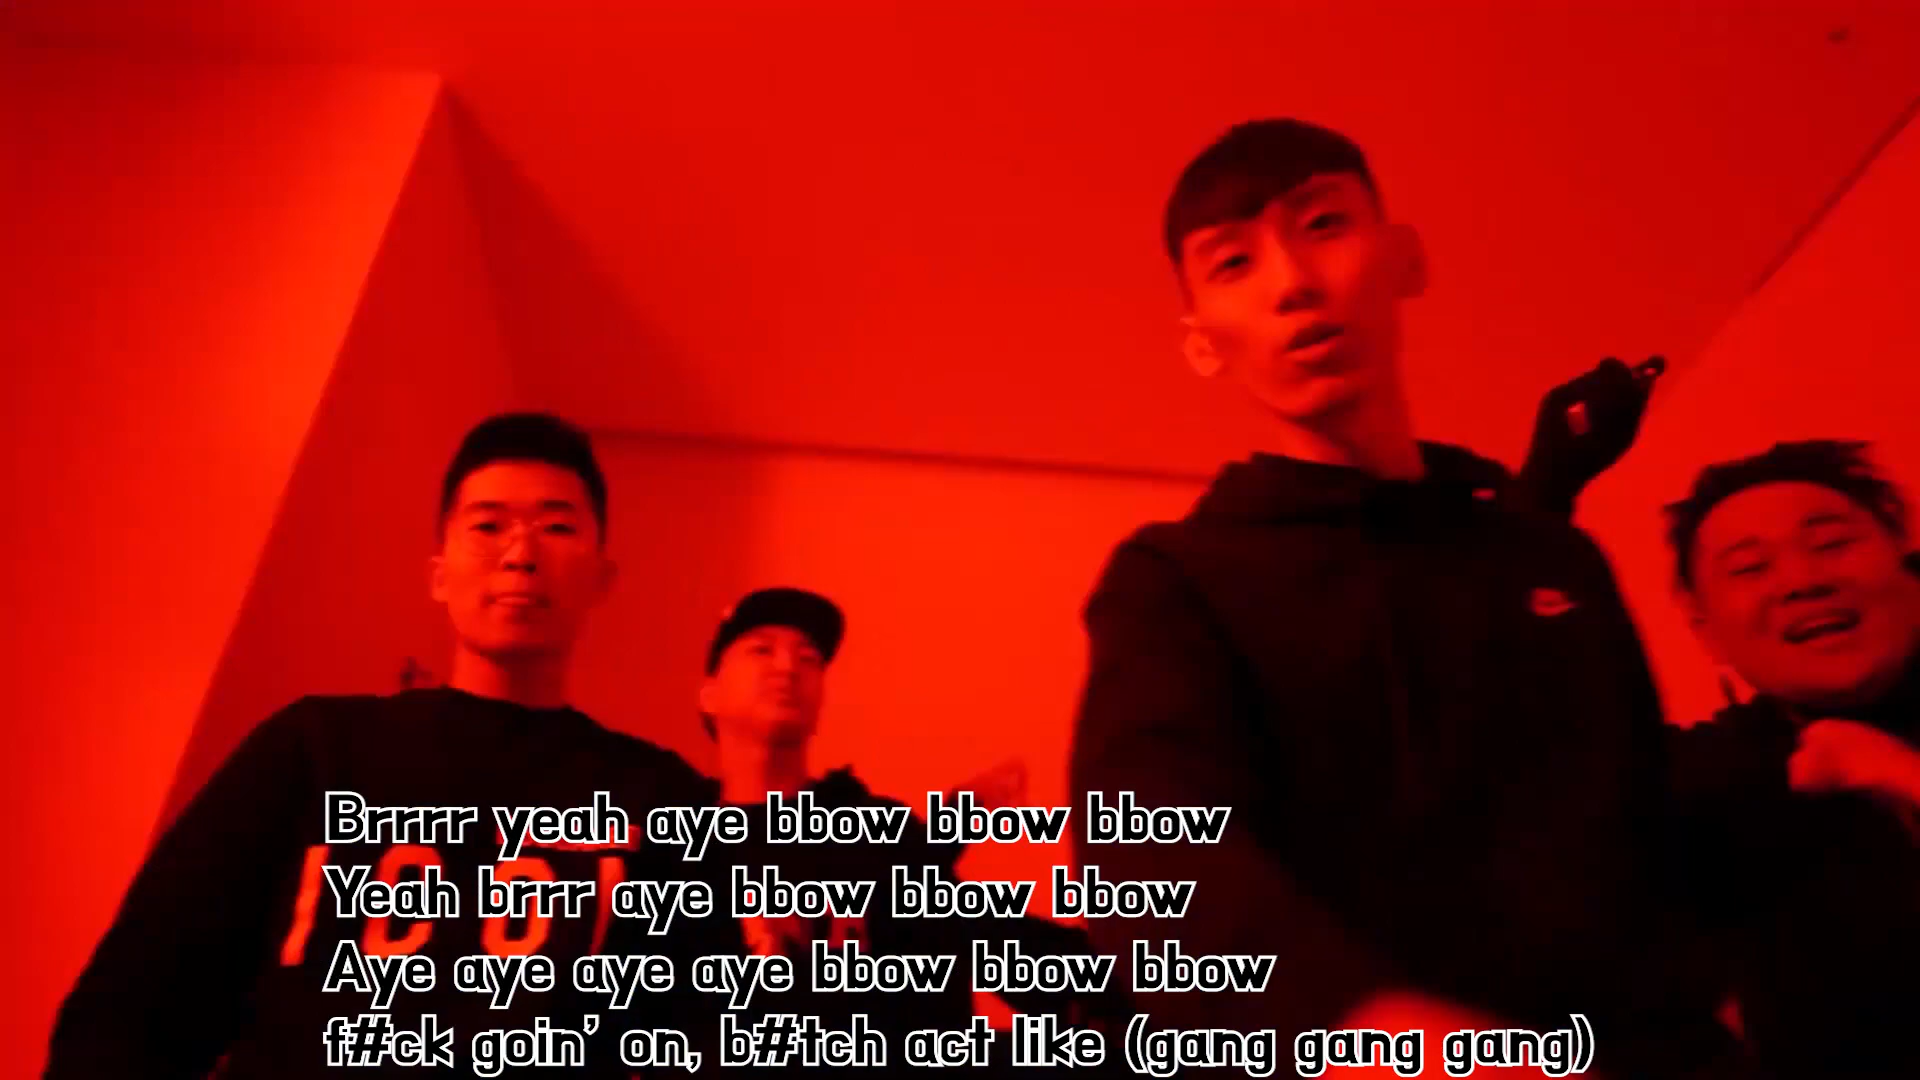 Brrrr yeah aye bbow bbow bbow
Yeah brrr aye bbow bbow bbow
Aye aye aye aye bbow bbow bbow
f#ck goin' on, b#tch act like (gang gang gang)